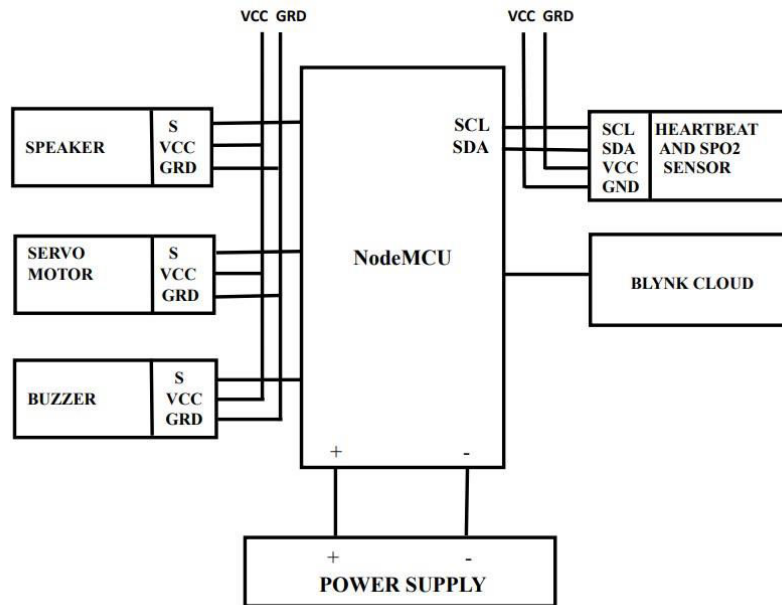 VCC GRD
VCC GRD
SPEAKER
S
VCC
GRD
SERVO
MOTOR
S
VCC
GRD
BUZZER
S
VCC
GRD
NodeMCU
SCL
SDA
+ -
SCL
SDA
VCC
GND
HEARTBEAT
AND SPO2
SENSOR
BLYNK CLOUD
+ -
POWER SUPPLY